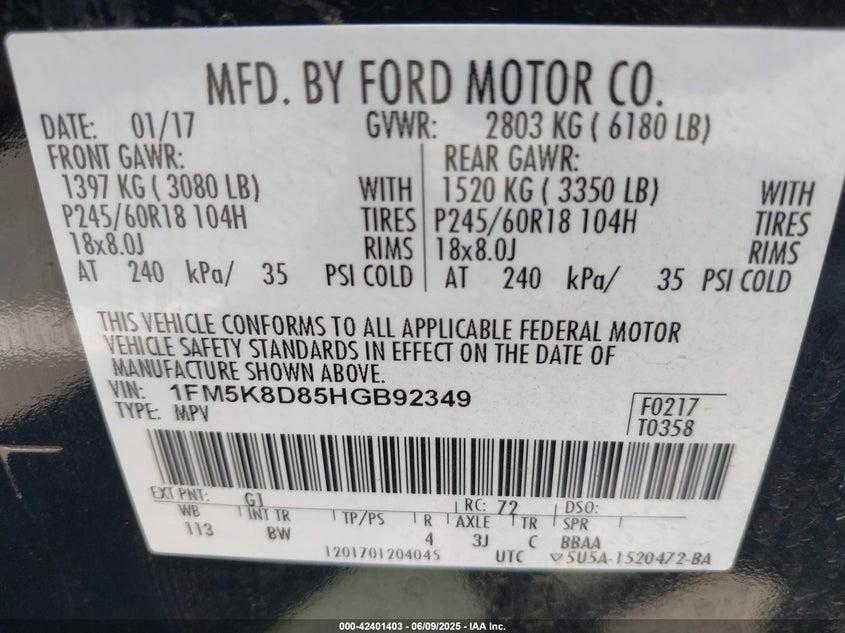 MFD. BY FORD MOTOR CO.
DATE: 01/17 GVWR: 2803 KG ( 6180 LB)
FRONT GAWR: REAR GAWR:
1397 KG ( 3080 LB) WITH 1520 KG ( 3350 LB) WITH
P245/60R18 104H TIRES P245/60R18 104H TIRES
18x8.0J RIMS 18x8.0J RIMS
AT 240 kPa/ 35 PSI COLD AT 240 kPa/ 35 PSI COLD
THIS VEHICLE CONFORMS TO ALL APPLICABLE FEDERAL MOTOR
VEHICLE SAFETY STANDARDS IN EFFECT ON THE DATE OF
MANUFACTURE SHOWN ABOVE.
VIN: 1FM5K8D85HGB92349
TYPE: MPV
F0217
T0358
EXT PNT: G1 RC: 72 DSO:
WB INT TR TP/PS R AXLE TR SPR
113 BW 4 3J C BBAA
1201701204045 UTC ▽5U5A-1520472-BA
000-42401403 - 06/09/2025 - IAA Inc.